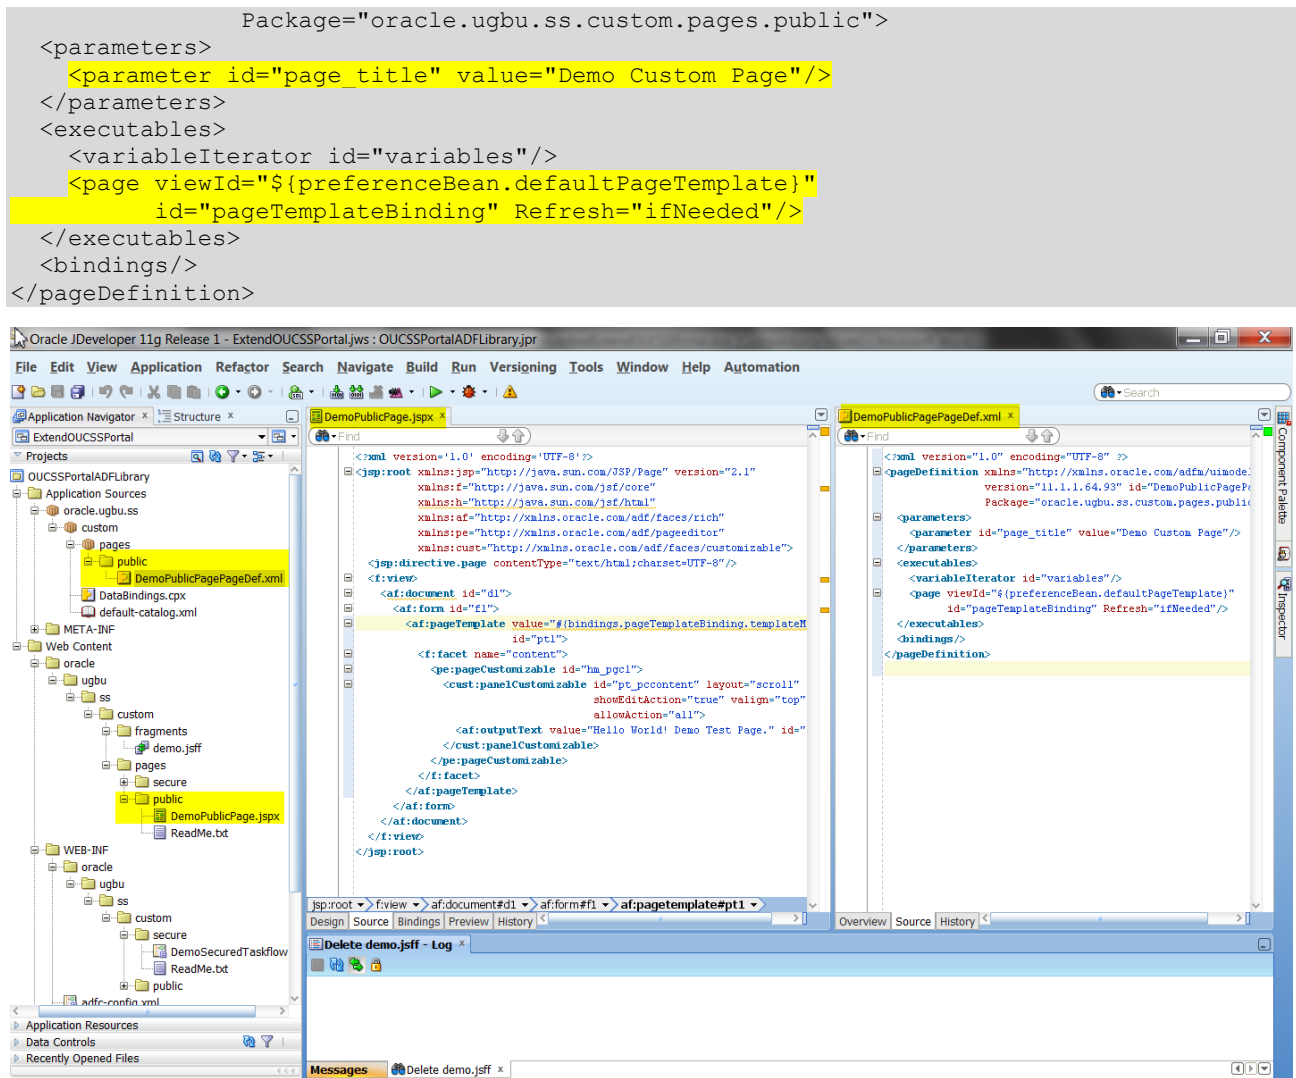 Package="oracle.ugbu.ss.custom.pages.public">
<parameters>
<parameter id="page_title" value="Demo Custom Page"/>
</parameters>
<executables>
<variableIterator id="variables"/>
<page viewId="${preferenceBean.defaultPageTemplate}"
id="pageTemplateBinding" Refresh="ifNeeded"/>
</executables>
<bindings/>
</pageDefinition>
Oracle JDeveloper 11g Release 1 - ExtendOUCSSPortal.jws : OUCSSPortalADFLibrary.jpr
File Edit View Application Refactor Search Navigate Build Run Versioning Tools Window Help Automation
Search
Application Navigator x Structure x
ExtendOUCSSPortal
Projects
OUCSSPortalADFLibrary
Application Sources
oracle.ugbu.ss
custom
pages
public
DemoPublicPagePageDef.xml
DataBindings.cpx
default-catalog.xml
META-INF
Web Content
oracle
ugbu
ss
custom
fragments
demo.jsff
pages
secure
public
DemoPublicPage.jspx
ReadMe.txt
WEB-INF
oracle
ugbu
ss
custom
secure
DemoSecuredTaskflow
ReadMe.txt
public
adfc-config.xml
Application Resources
Data Controls
Recently Opened Files
DemoPublicPage.jspx x
Find
<?xml version='1.0' encoding='UTF-8'?>
<jsp:root xmlns:jsp="http://java.sun.com/JSP/Page" version="2.1"
xmlns:f="http://java.sun.com/jsf/core"
xmlns:h="http://java.sun.com/jsf/html"
xmlns:af="http://xmlns.oracle.com/adf/faces/rich"
xmlns:pe="http://xmlns.oracle.com/adf/pageeditor"
xmlns:cust="http://xmlns.oracle.com/adf/faces/customizable">
<jsp:directive.page contentType="text/html;charset=UTF-8"/>
<f:view>
<af:document id="d1">
<af:form id="f1">
<af:pageTemplate value="#{bindings.pageTemplateBinding.templateM
id="pt1">
<f:facet name="content">
<pe:pageCustomizable id="hm_pgc1">
<cust:panelCustomizable id="pt_pccontent" layout="scroll"
showEditAction="true" valign="top"
allowAction="all">
<af:outputText value="Hello World! Demo Test Page." id="
</cust:panelCustomizable>
</pe:pageCustomizable>
</f:facet>
</af:pageTemplate>
</af:form>
</af:document>
</f:view>
</jsp:root>
jsp:root f:view af:document#d1 af:form#f1 af:pagetemplate#pt1
Design Source Bindings Preview History
DemoPublicPagePageDef.xml x
Find
<?xml version="1.0" encoding="UTF-8" ?>
<pageDefinition xmlns="http://xmlns.oracle.com/adfm/uimode
version="11.1.1.64.93" id="DemoPublicPageP
Package="oracle.ugbu.ss.custom.pages.public
<parameters>
<parameter id="page_title" value="Demo Custom Page"/>
</parameters>
<executables>
<variableIterator id="variables"/>
<page viewId="${preferenceBean.defaultPageTemplate}"
id="pageTemplateBinding" Refresh="ifNeeded"/>
</executables>
<bindings/>
</pageDefinition>
Overview Source History
Component Palette
Inspector
Delete demo.jsff - Log x
Messages Delete demo.jsff x